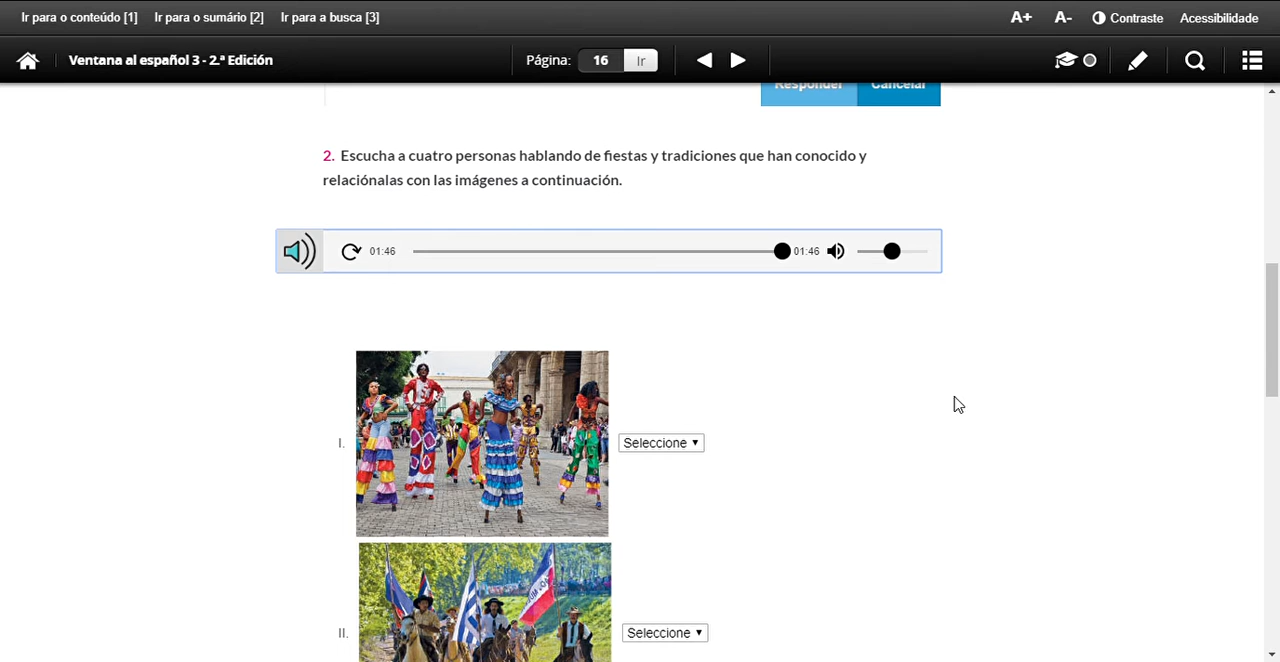 Ir para o conteúdo [1] Ir para o sumário [2] Ir para a busca [3] A+ A- Contraste Acessibilidade
Ventana al español 3 - 2.ª Edición Página: 16 Ir
Responder Cancelar
2. Escucha a cuatro personas hablando de fiestas y tradiciones que han conocido y
relaciónalas con las imágenes a continuación.
01:46 01:46
I. Seleccione
II. Seleccione